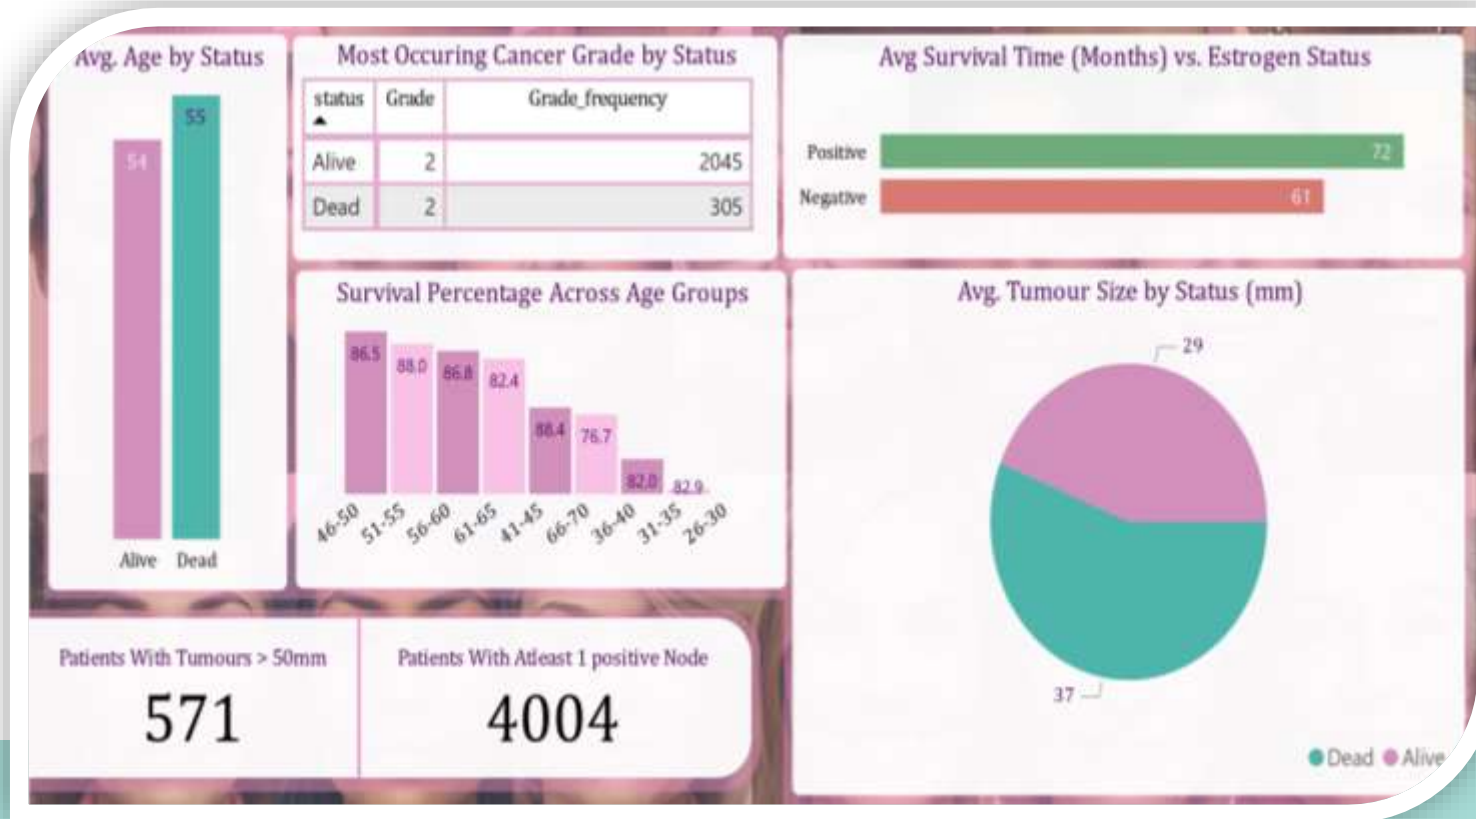 Avg. Age by Status
55
54
Alive Dead
Most Occuring Cancer Grade by Status
status Grade Grade_frequency
Alive 2 2045
Dead 2 305
Avg Survival Time (Months) vs. Estrogen Status
Positive 72
Negative 61
Survival Percentage Across Age Groups
86.5 88.0 86.8 82.4 88.4 76.7 82.0 82.9
46-50 51-55 56-60 61-65 41-45 66-70 36-40 31-35 26-30
Avg. Tumour Size by Status (mm)
29
37
Dead Alive
Patients With Tumours > 50mm
571
Patients With Atleast 1 positive Node
4004